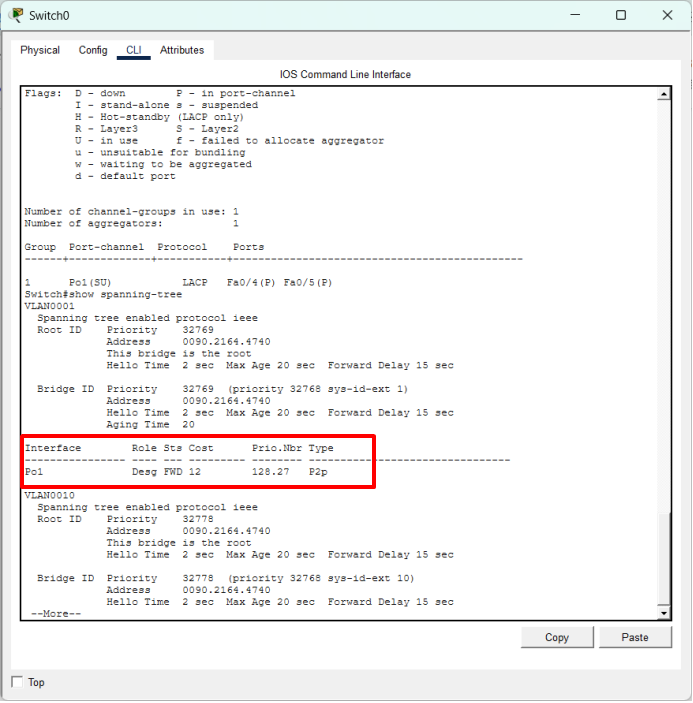 Switch0
Physical Config CLI Attributes
IOS Command Line Interface
Flags:  D - down        P - in port-channel
        I - stand-alone s - suspended
        H - Hot-standby (LACP only)
        R - Layer3      S - Layer2
        U - in use      f - failed to allocate aggregator
        u - unsuitable for bundling
        w - waiting to be aggregated
        d - default port
Number of channel-groups in use: 1
Number of aggregators:           1
Group  Port-channel  Protocol    Ports
------+-------------+-----------+----------------------------------------------
1      Po1(SU)           LACP   Fa0/4(P) Fa0/5(P)
Switch#show spanning-tree
VLAN0001
  Spanning tree enabled protocol ieee
  Root ID    Priority    32769
             Address     0090.2164.4740
             This bridge is the root
             Hello Time  2 sec  Max Age 20 sec  Forward Delay 15 sec
  Bridge ID  Priority    32769  (priority 32768 sys-id-ext 1)
             Address     0090.2164.4740
             Hello Time  2 sec  Max Age 20 sec  Forward Delay 15 sec
             Aging Time  20
Interface        Role Sts Cost      Prio.Nbr Type
---------------- ---- --- --------- -------- --------------------------------
Po1              Desg FWD 12        128.27   P2p
VLAN0010
  Spanning tree enabled protocol ieee
  Root ID    Priority    32778
             Address     0090.2164.4740
             This bridge is the root
             Hello Time  2 sec  Max Age 20 sec  Forward Delay 15 sec
  Bridge ID  Priority    32778  (priority 32768 sys-id-ext 10)
             Address     0090.2164.4740
             Hello Time  2 sec  Max Age 20 sec  Forward Delay 15 sec
 --More--
Copy Paste
Top